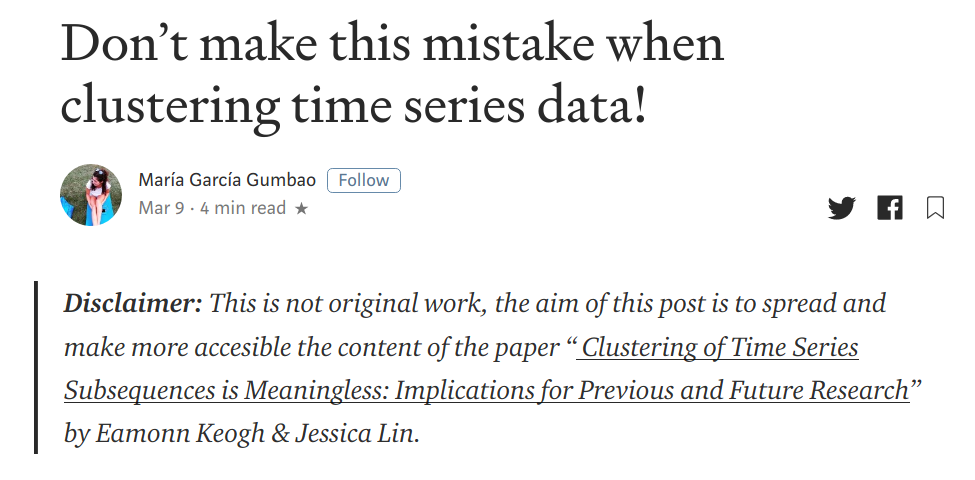 Don’t make this mistake when
clustering time series data!
María García Gumbao Follow
Mar 9 · 4 min read ★
Disclaimer: This is not original work, the aim of this post is to spread and
make more accesible the content of the paper “ Clustering of Time Series
Subsequences is Meaningless: Implications for Previous and Future Research”
by Eamonn Keogh & Jessica Lin.